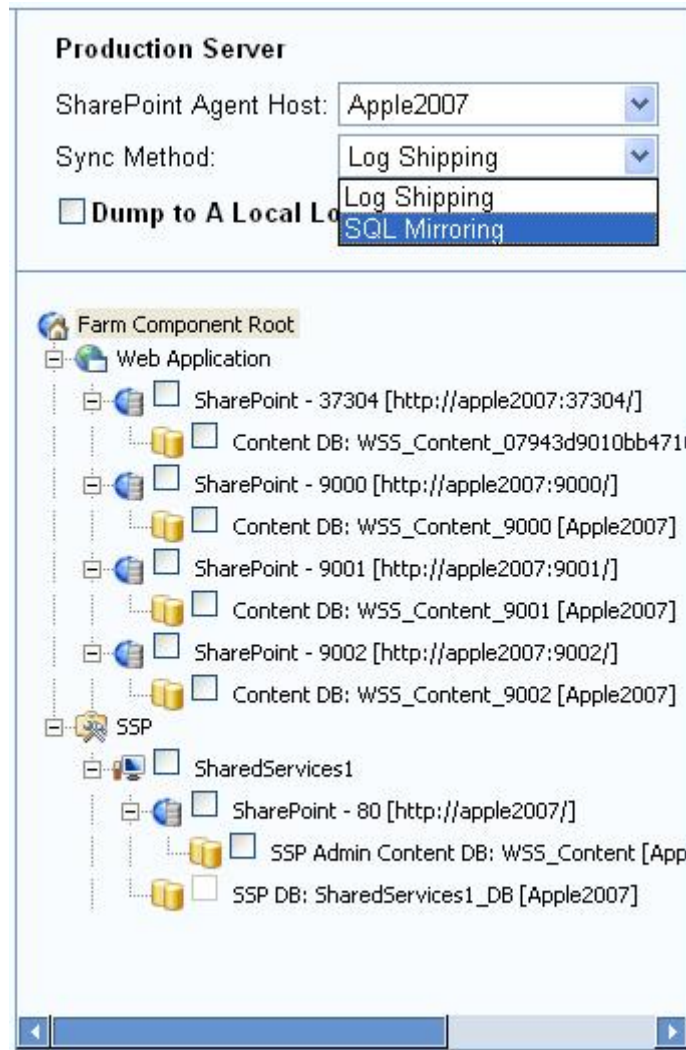 Production Server
SharePoint Agent Host: Apple2007
Sync Method: Log Shipping
Log Shipping
Dump to A Local Lo
SQL Mirroring
Farm Component Root
Web Application
SharePoint - 37304 [http://apple2007:37304/]
Content DB: WSS_Content_07943d9010bb471
SharePoint - 9000 [http://apple2007:9000/]
Content DB: WSS_Content_9000 [Apple2007]
SharePoint - 9001 [http://apple2007:9001/]
Content DB: WSS_Content_9001 [Apple2007]
SharePoint - 9002 [http://apple2007:9002/]
Content DB: WSS_Content_9002 [Apple2007]
SSP
SharedServices1
SharePoint - 80 [http://apple2007/]
SSP Admin Content DB: WSS_Content [App
SSP DB: SharedServices1_DB [Apple2007]